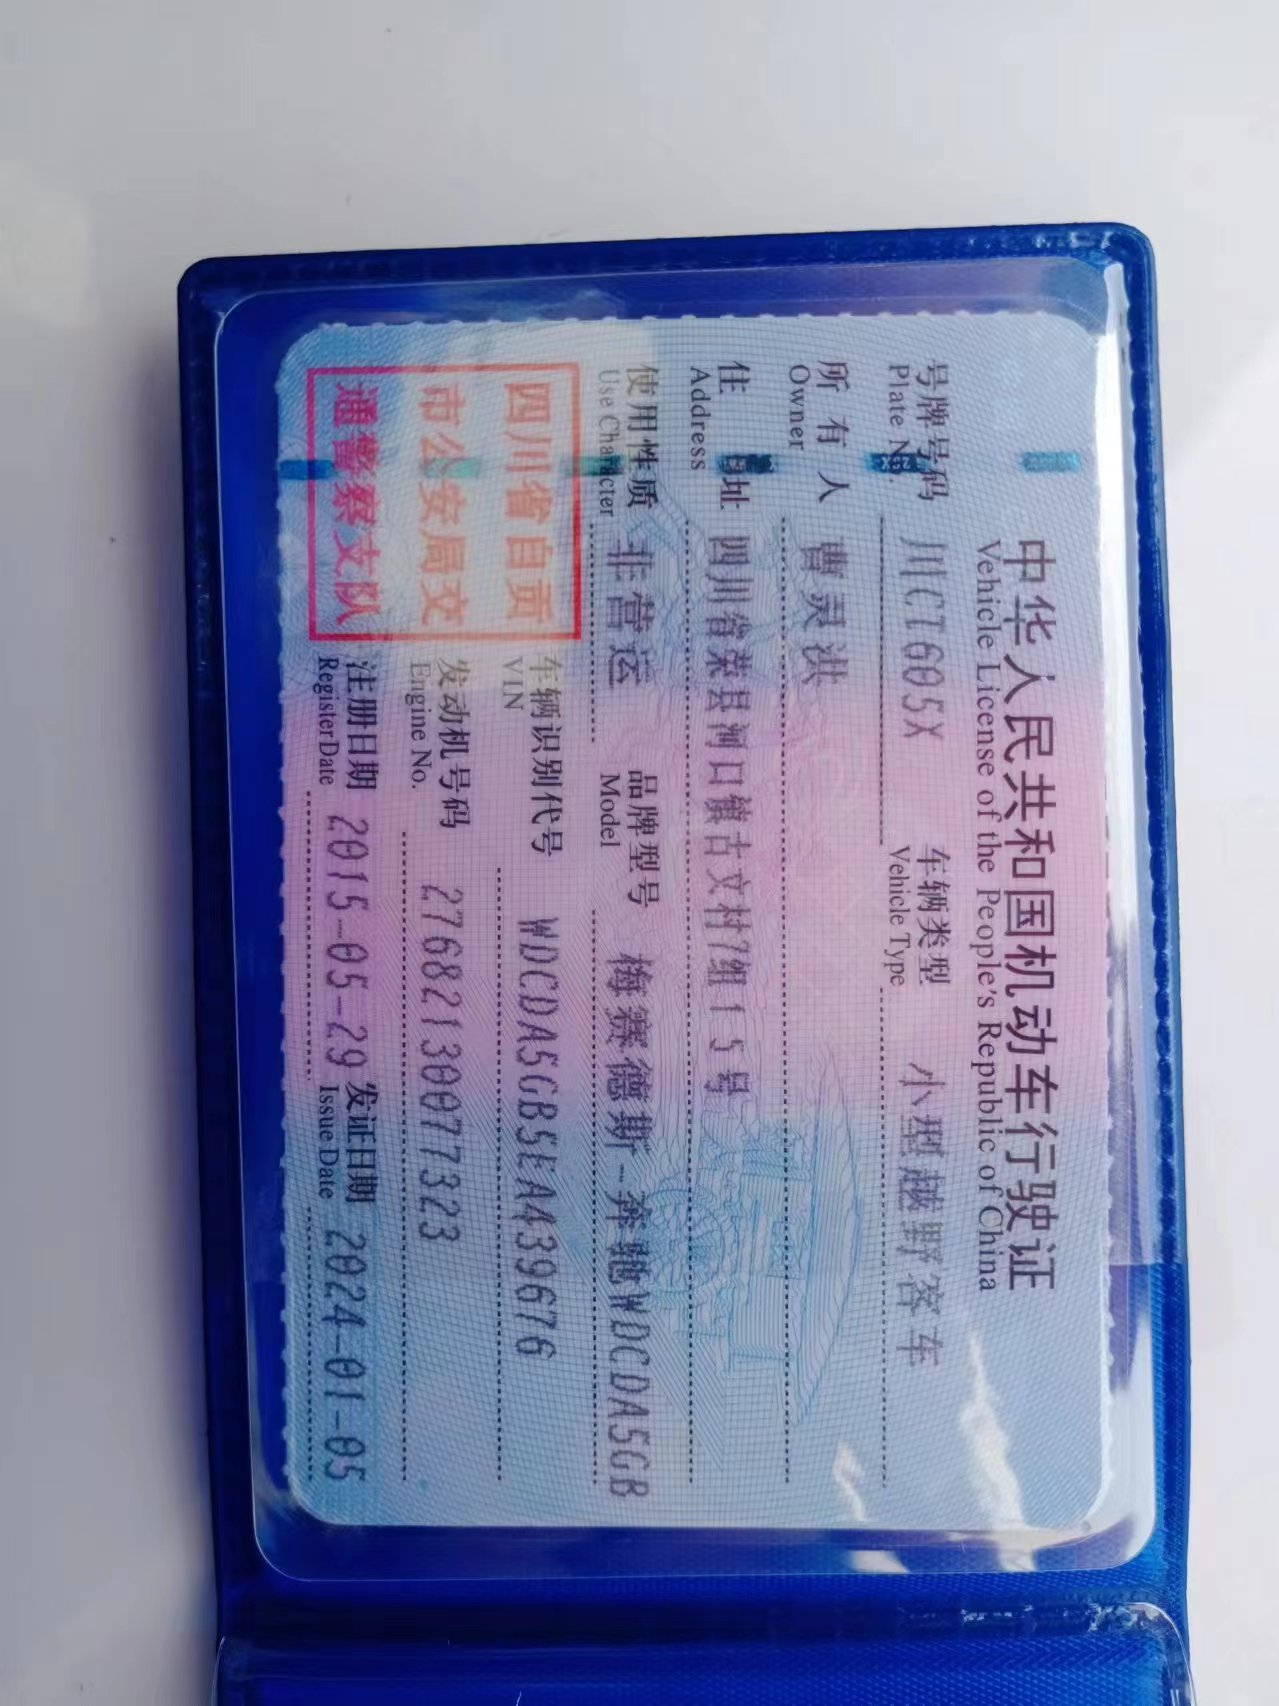 中华人民共和国机动车行驶证
Vehicle License of the People's Republic of China
号牌号码 川CT605X 车辆类型 小型越野客车
Plate No. Vehicle Type
所有人 曹灵洪
Owner
住址 四川省荣县河口镇古文村7组15号
Address
使用性质 非营运 品牌型号 梅赛德斯-奔驰WDCDA5GB
Use Character Model
四川省自贡
市公安局交
通警察支队
车辆识别代号 WDCDA5GB5EA439676
VIN
发动机号码 27682130077323
Engine No.
注册日期 2015-05-29 发证日期 2024-01-05
Register Date Issue Date